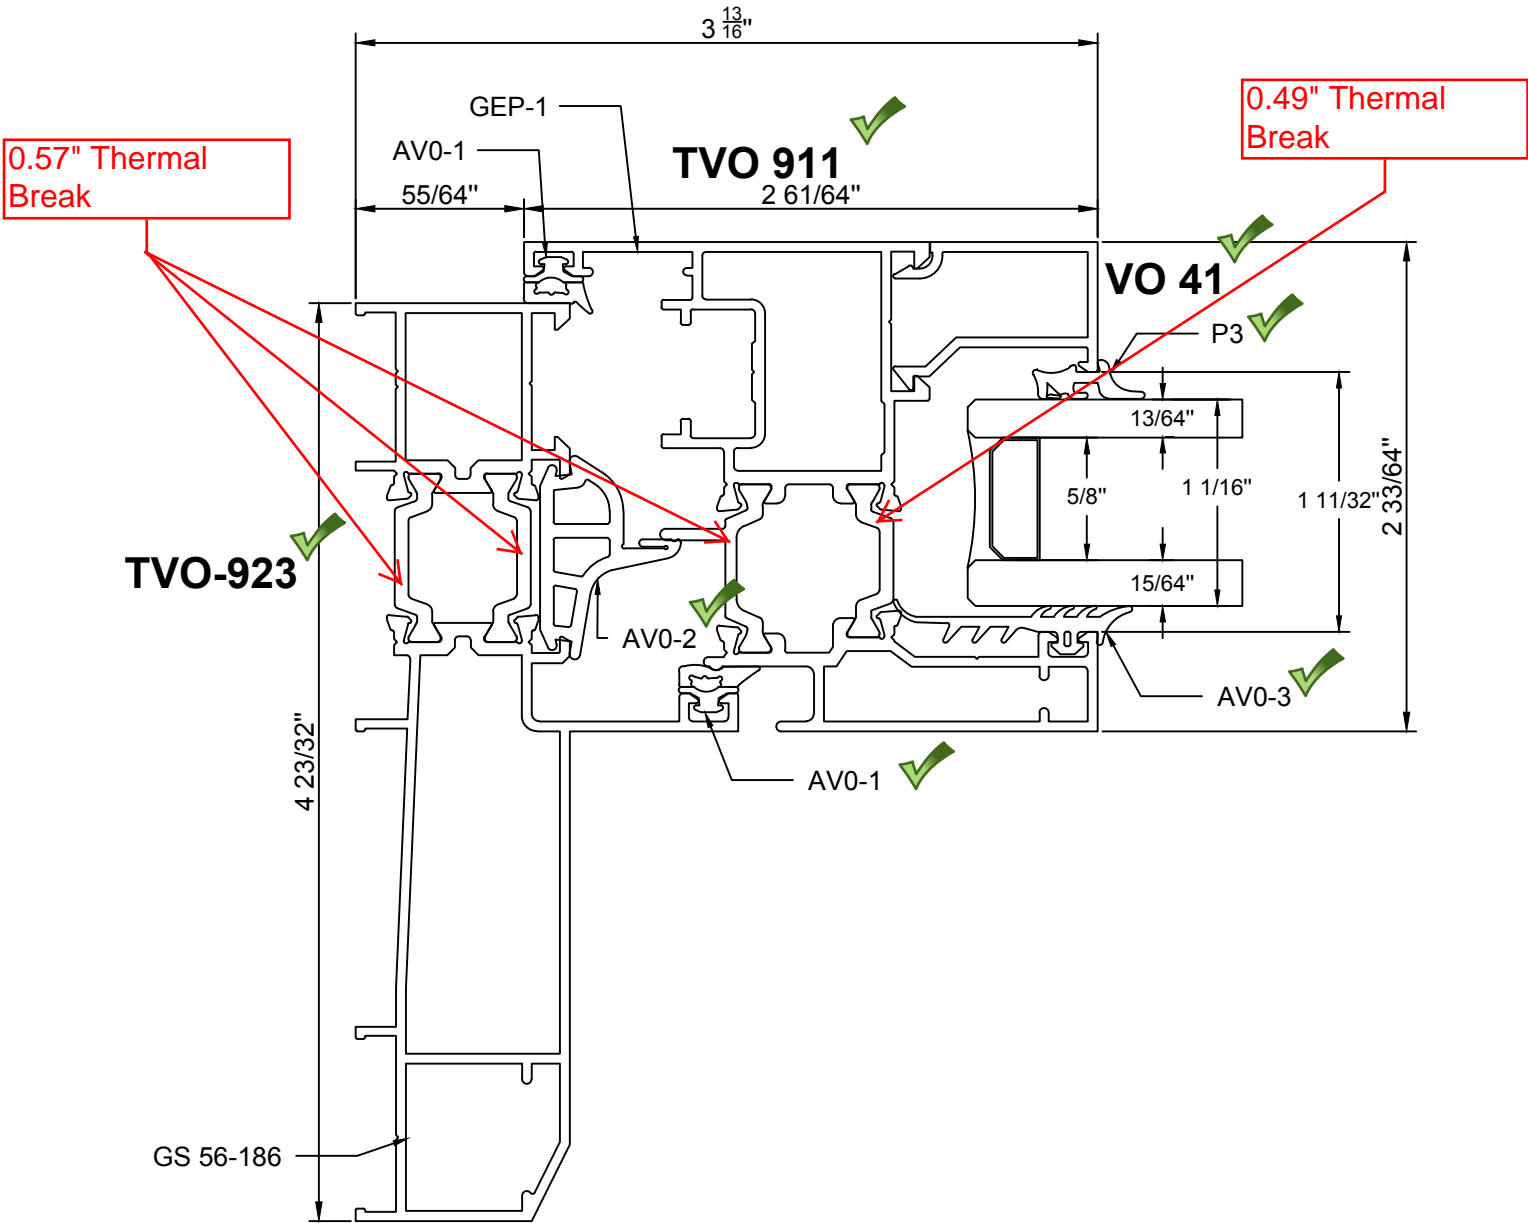 3 13/16"
GEP-1
0.49" Thermal
Break
0.57" Thermal
Break
AV0-1
TVO 911
55/64"
2 61/64"
VO 41
P3
13/64"
5/8"
1 1/16"
1 11/32"
2 33/64"
TVO-923
15/64"
AV0-2
AV0-3
4 23/32"
AV0-1
GS 56-186